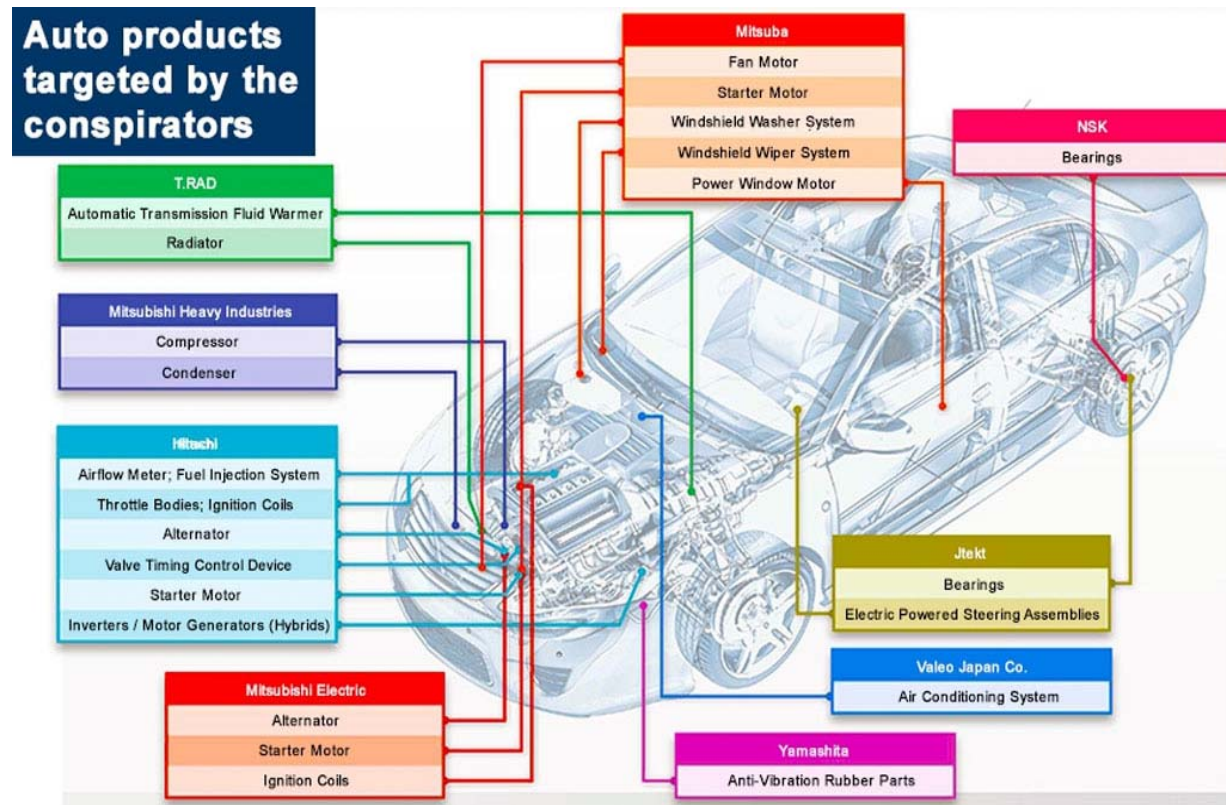 Auto products
targeted by the
conspirators
Mitsuba
Fan Motor
Starter Motor
Windshield Washer System
Windshield Wiper System
Power Window Motor
NSK
Bearings
T.RAD
Automatic Transmission Fluid Warmer
Radiator
Mitsubishi Heavy Industries
Compressor
Condenser
Hitachi
Airflow Meter; Fuel Injection System
Throttle Bodies; Ignition Coils
Alternator
Valve Timing Control Device
Starter Motor
Inverters / Motor Generators (Hybrids)
Jtekt
Bearings
Electric Powered Steering Assemblies
Valeo Japan Co.
Air Conditioning System
Mitsubishi Electric
Alternator
Starter Motor
Ignition Coils
Yamashita
Anti-Vibration Rubber Parts